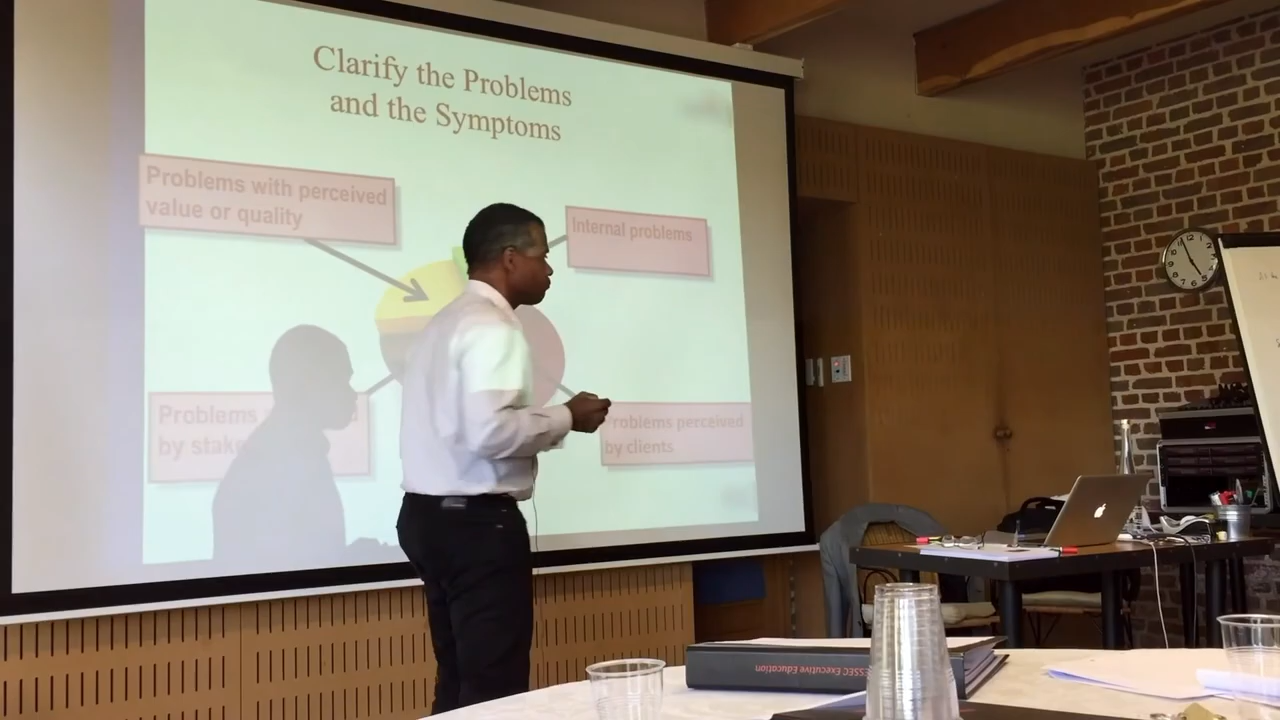 Clarify the Problems
and the Symptoms
Problems with perceived
value or quality
Internal problems
Problems
by stake
roblems perceived
by clients
ESSEC Executive Education